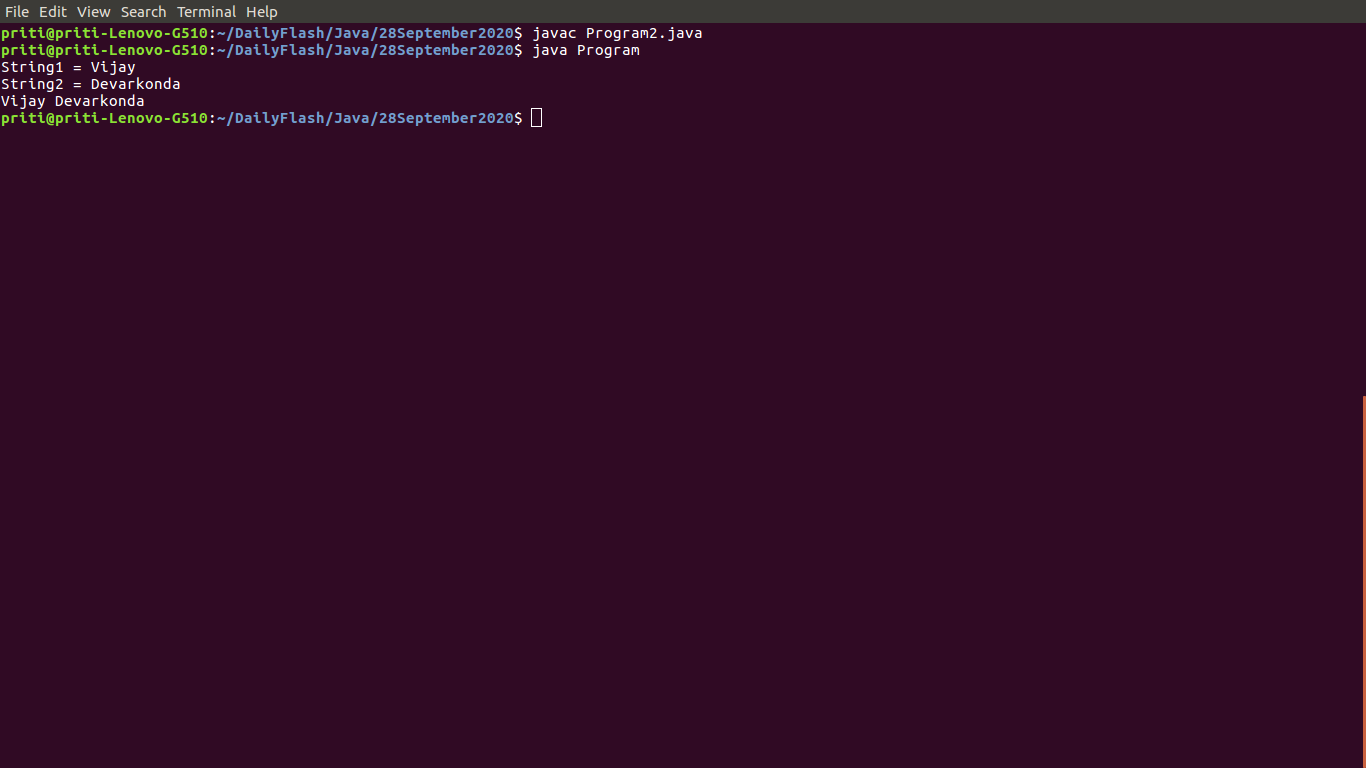 File Edit View Search Terminal Help
priti@priti-Lenovo-G510:~/DailyFlash/Java/28September2020$ javac Program2.java
priti@priti-Lenovo-G510:~/DailyFlash/Java/28September2020$ java Program
String1 = Vijay
String2 = Devarkonda
Vijay Devarkonda
priti@priti-Lenovo-G510:~/DailyFlash/Java/28September2020$